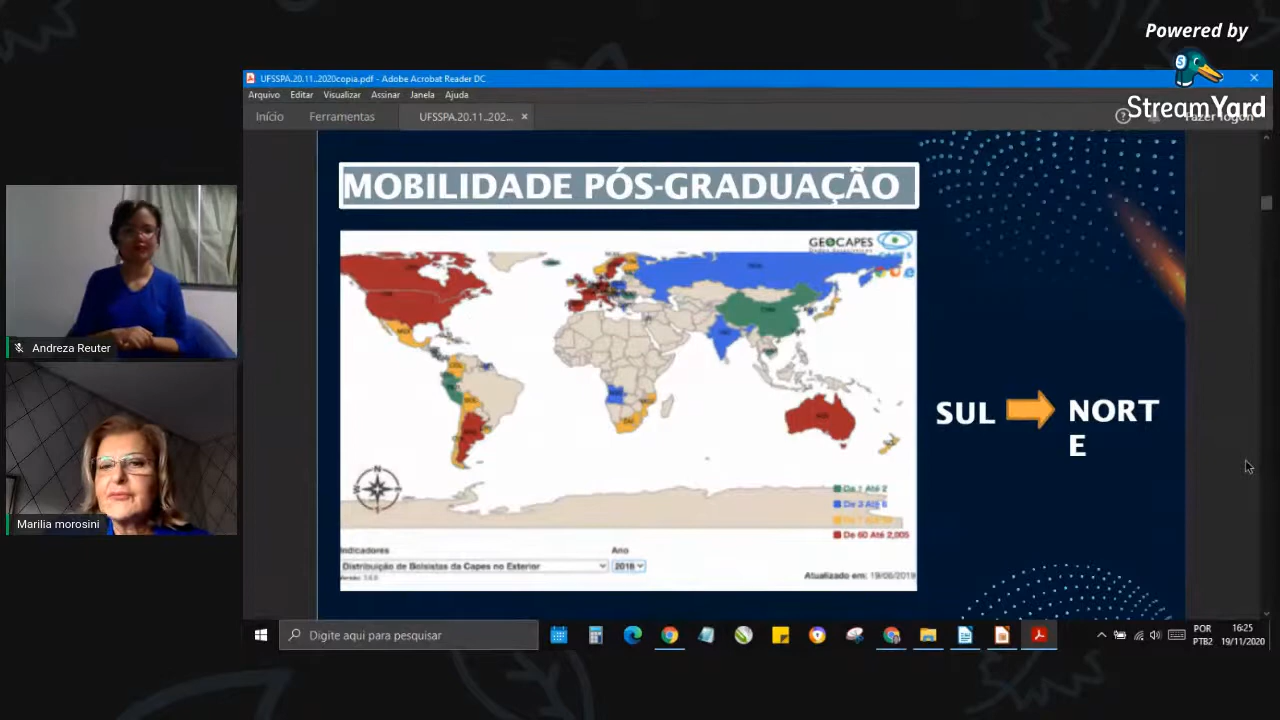 Powered by
StreamYard
UFSSPA.20.11..2020copia.pdf - Adobe Acrobat Reader DC
Arquivo Editar Visualizar Assinar Janela Ajuda
Início Ferramentas UFSSPA.20.11..202...
MOBILIDADE PÓS-GRADUAÇÃO
GEOCAPES
SUL NORT
E
De 1 Até 2
De 60 Até 2,005
Indicadores Ano
Distribuição de Bolsistas da Capes no Exterior
Atualizado em: 19/06/2019
Andreza Reuter
Marilia morosini
Digite aqui para pesquisar
POR 16:25
PTB2 19/11/2020